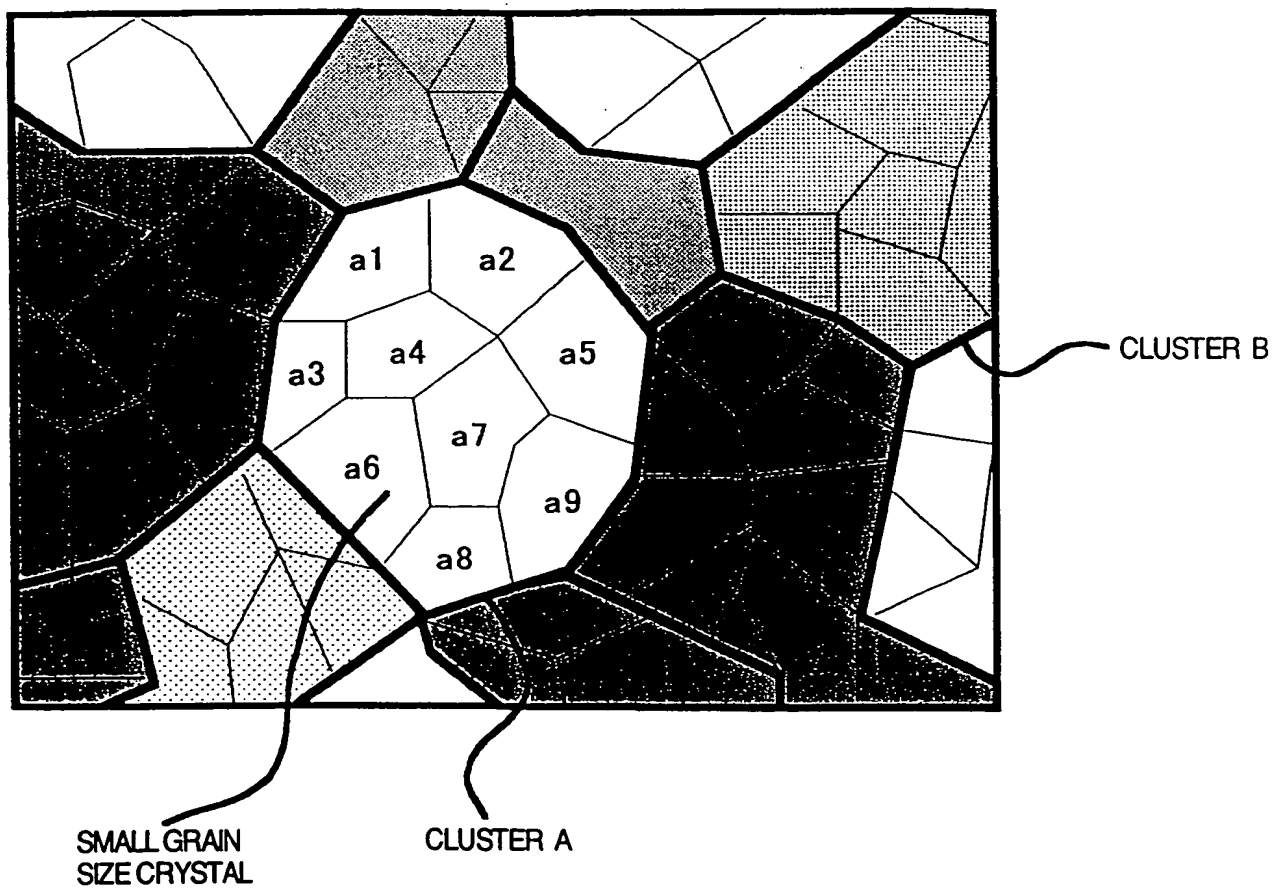 a1
a2
a3
a4
a5
a6
a7
a8
a9
CLUSTER B
SMALL GRAIN
SIZE CRYSTAL
CLUSTER A